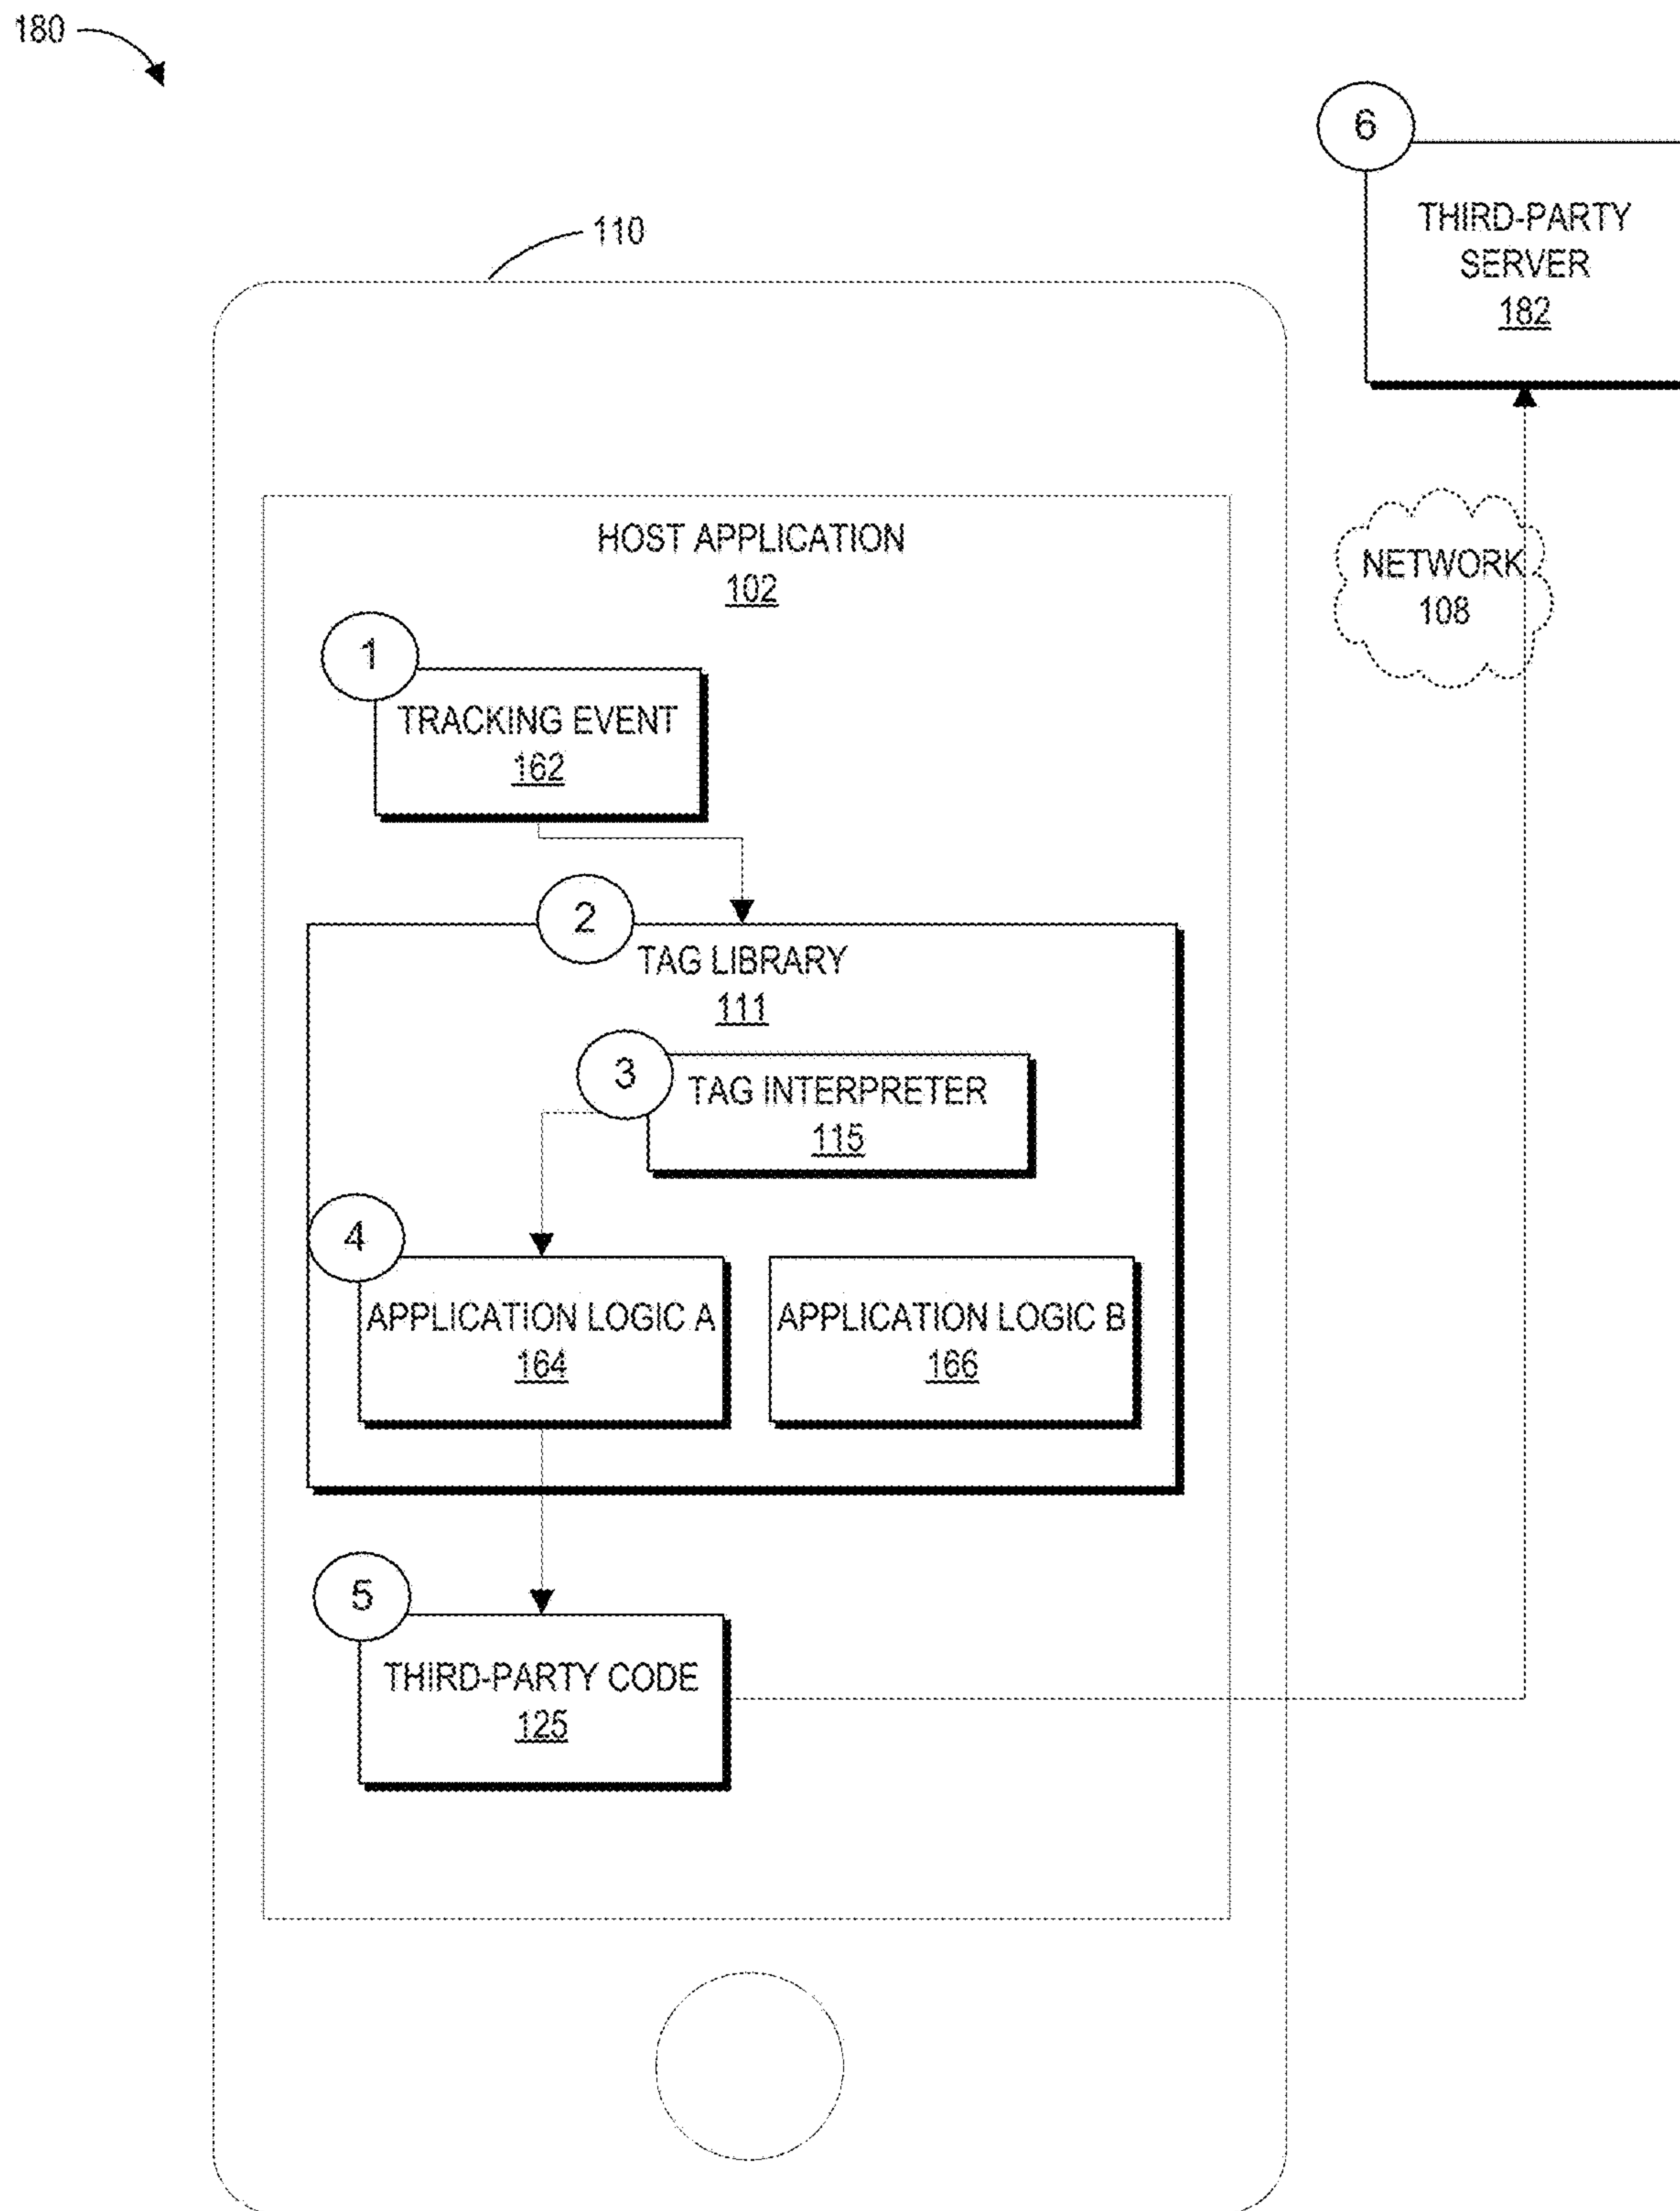 180
6
THIRD-PARTY
SERVER
182
110
HOST APPLICATION
102
NETWORK
108
1
TRACKING EVENT
162
2
TAG LIBRARY
111
3
TAG INTERPRETER
115
4
APPLICATION LOGIC A
164
APPLICATION LOGIC B
166
5
THIRD-PARTY CODE
125